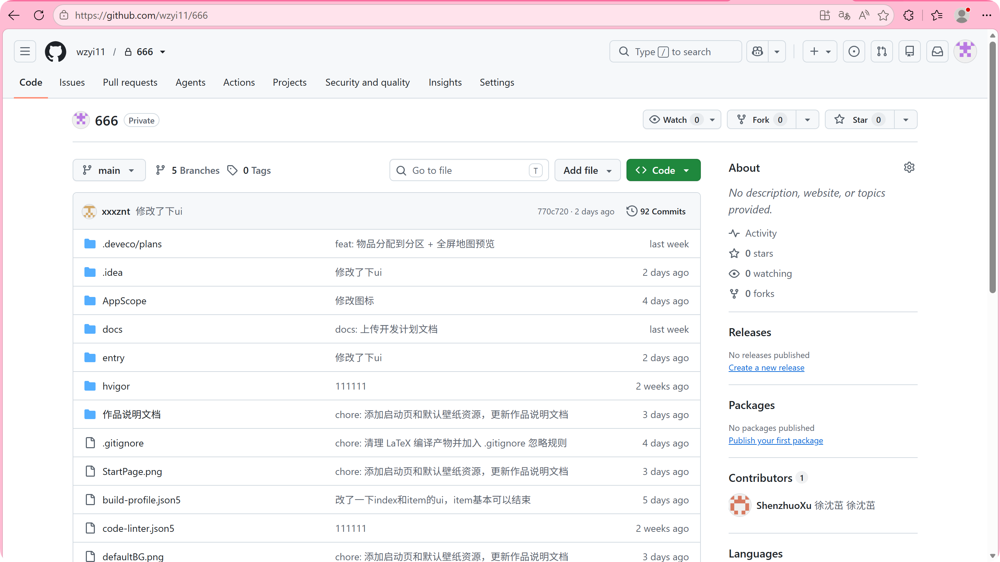 https://github.com/wzyi11/666
wzyi11 / 666
Type / to search
Code Issues Pull requests Agents Actions Projects Security and quality Insights Settings
666 Private
Watch 0 Fork 0 Star 0
main 5 Branches 0 Tags
Go to file T Add file Code
xxxznt 修改了下ui 770c720 · 2 days ago 92 Commits
.deveco/plans feat: 物品分配到分区 + 全屏地图预览 last week
.idea 修改了下ui 2 days ago
AppScope 修改图标 4 days ago
docs docs: 上传开发计划文档 last week
entry 修改了下ui 2 days ago
hvigor 111111 2 weeks ago
作品说明文档 chore: 添加启动页和默认壁纸资源，更新作品说明文档 3 days ago
.gitignore chore: 清理 LaTeX 编译产物并加入 .gitignore 忽略规则 4 days ago
StartPage.png chore: 添加启动页和默认壁纸资源，更新作品说明文档 3 days ago
build-profile.json5 改了一下index和item的ui，item基本可以结束 5 days ago
code-linter.json5 111111 2 weeks ago
defaultBG.png chore: 添加启动页和默认壁纸资源，更新作品说明文档 3 days ago
About
No description, website, or topics
provided.
Activity
0 stars
0 watching
0 forks
Releases
No releases published
Create a new release
Packages
No packages published
Publish your first package
Contributors 1
ShenzhuoXu 徐沈茁 徐沈茁
Languages